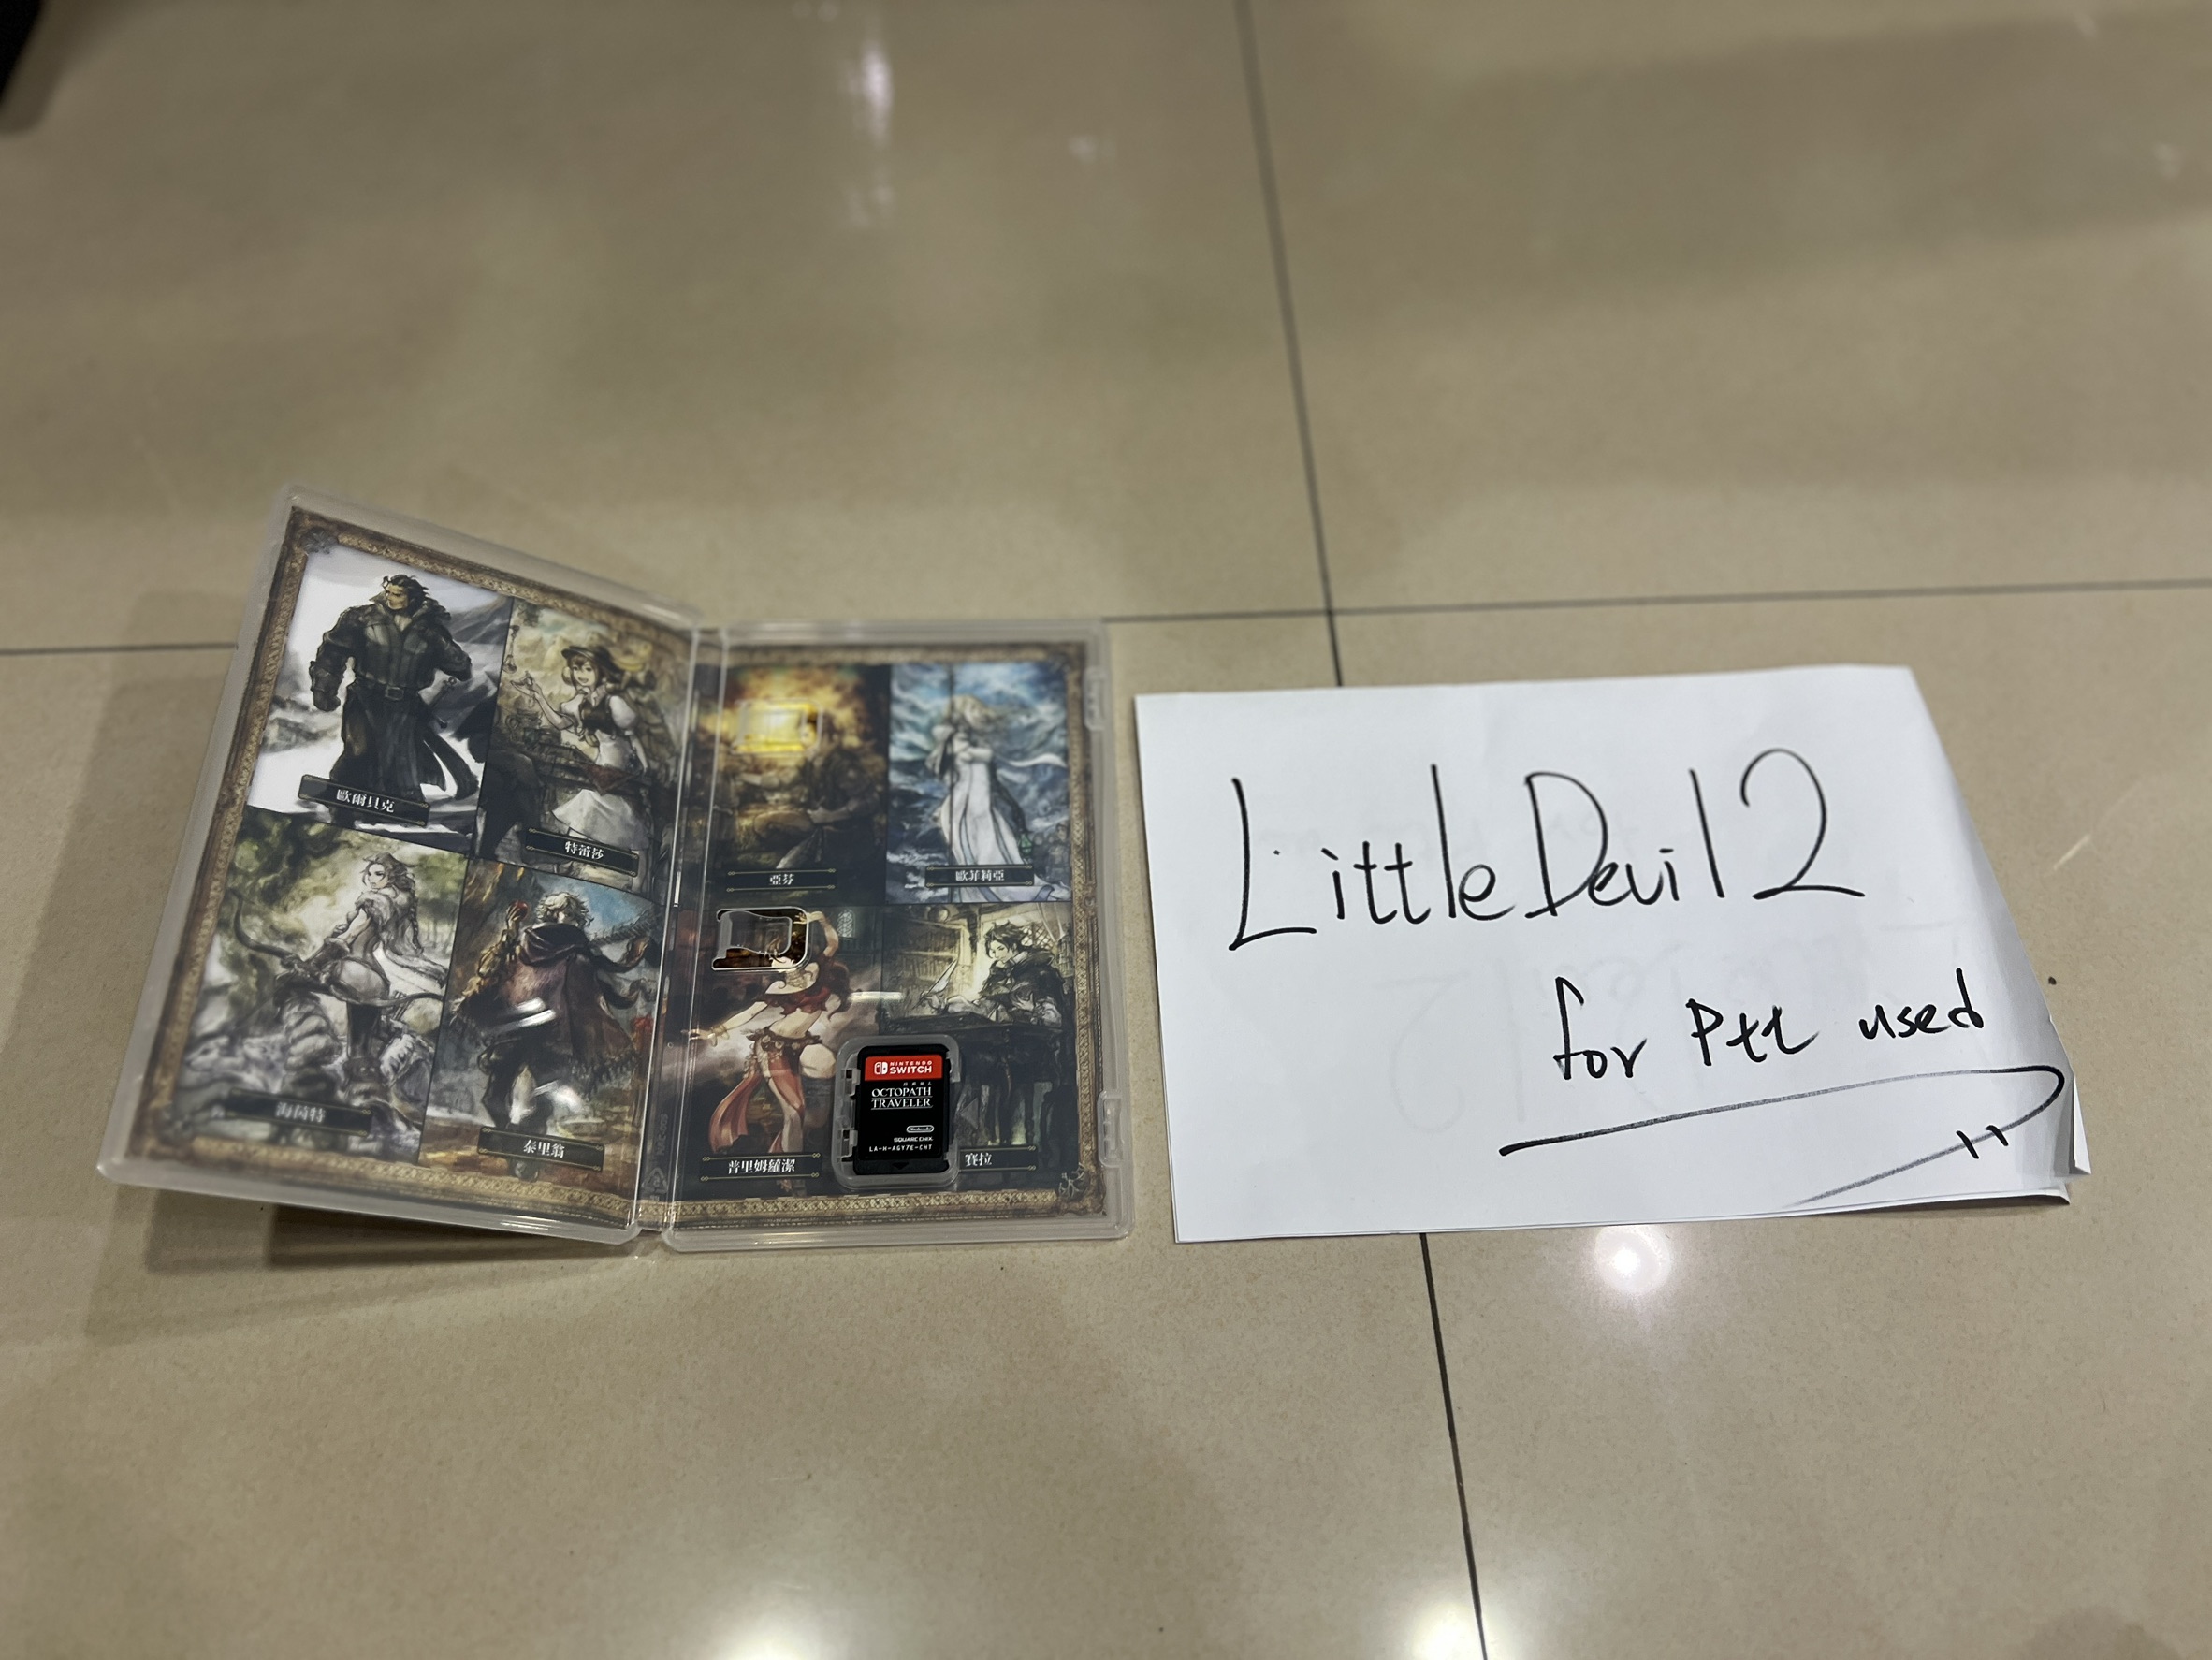 歐爾貝克
特蕾莎
海茵特
泰里翁
亞芬
歐菲莉亞
普里姆蘿潔
賽拉
NINTENDO
SWITCH
OCTOPATH
TRAVELER
Nintendo
SQUARE ENIX
LA-H-AGY7E-CHT
LittleDevil2
for Ptt used